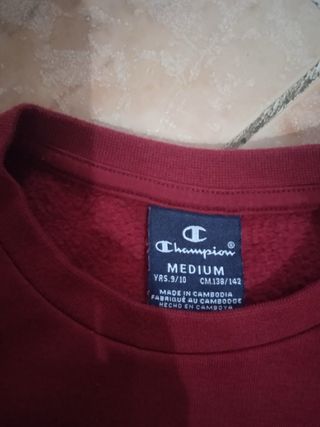 Champion®
MEDIUM
YRS.9/10 CM.138/142
MADE IN CAMBODIA
FABRIQUÉ AU CAMBODGE
HECHO EN CAMBOYA